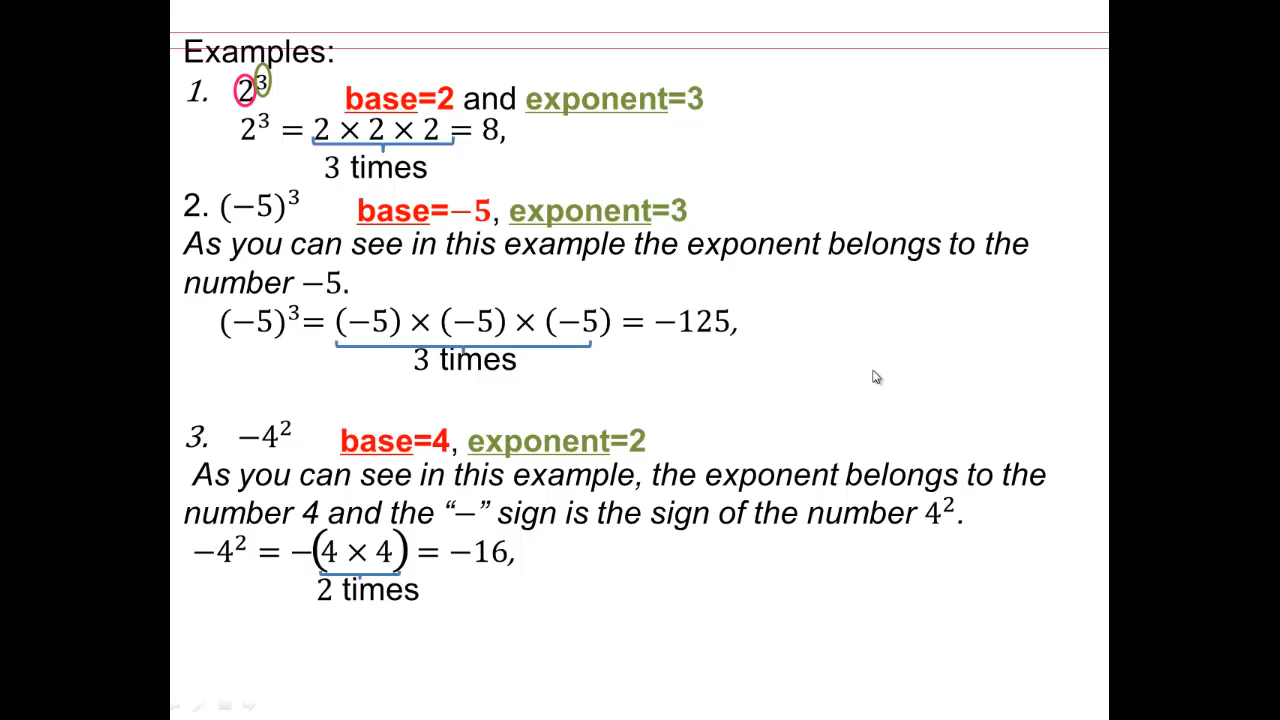 Examples:
1. 2³ base=2 and exponent=3
2³ = 2 × 2 × 2 = 8,
3 times
2. (−5)³ base=−5, exponent=3
As you can see in this example the exponent belongs to the
number −5.
(−5)³= (−5) × (−5) × (−5) = −125,
3 times
3. −4² base=4, exponent=2
As you can see in this example, the exponent belongs to the
number 4 and the “−” sign is the sign of the number 4².
−4² = −(4 × 4) = −16,
2 times